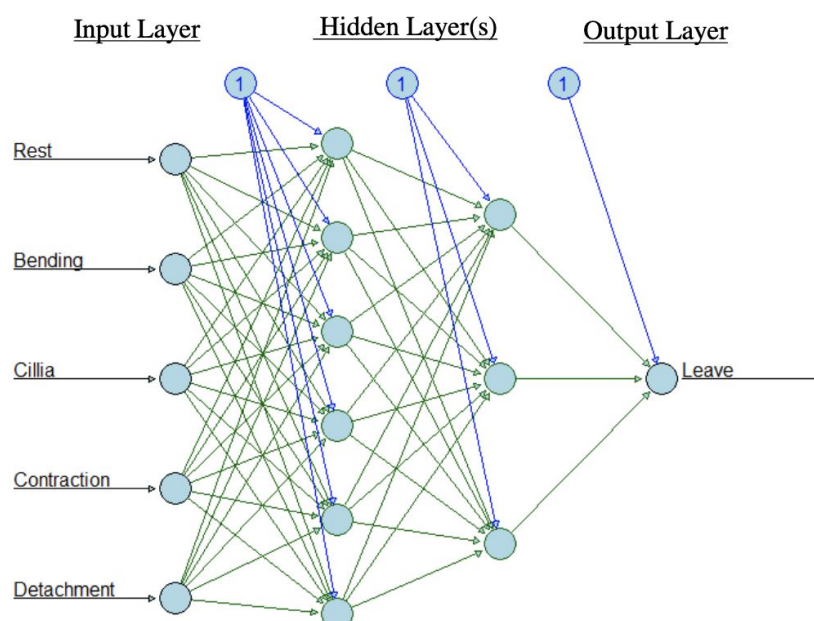 Input Layer
Hidden Layer(s)
Output Layer
1
1
1
Rest
Bending
Cillia
Contraction
Detachment
Leave